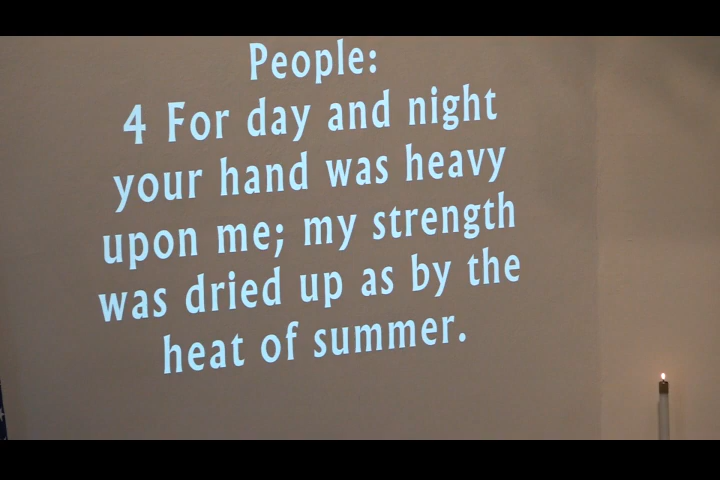 People:
4 For day and night
your hand was heavy
upon me; my strength
was dried up as by the
heat of summer.